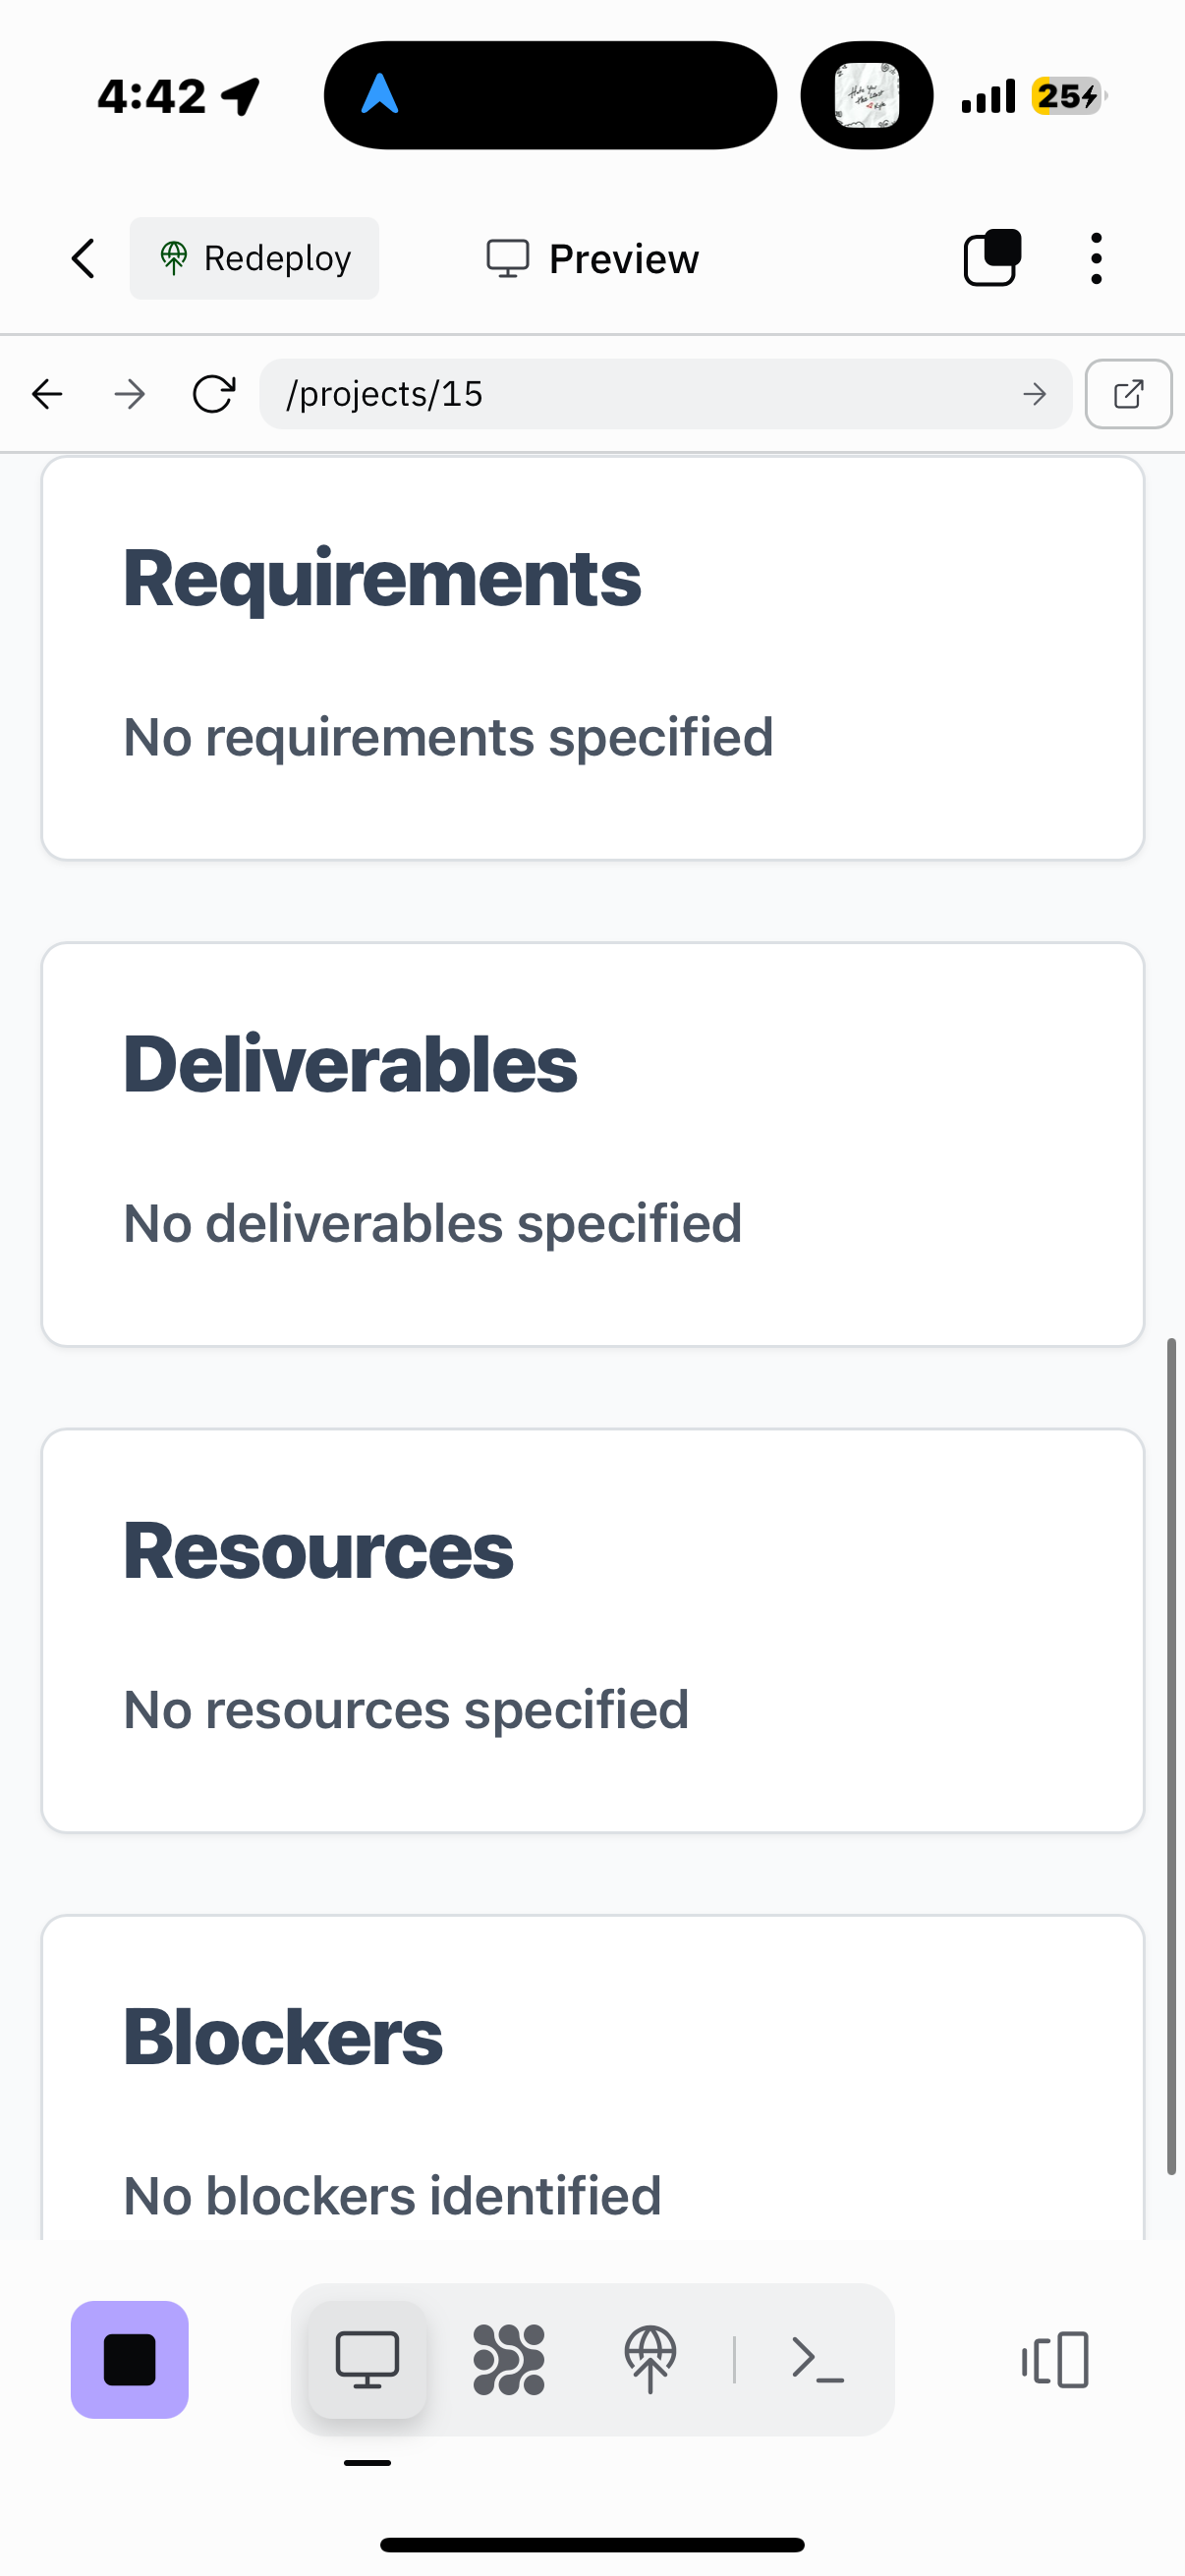 4:42
25
Redeploy
Preview
/projects/15
Requirements
No requirements specified
Deliverables
No deliverables specified
Resources
No resources specified
Blockers
No blockers identified